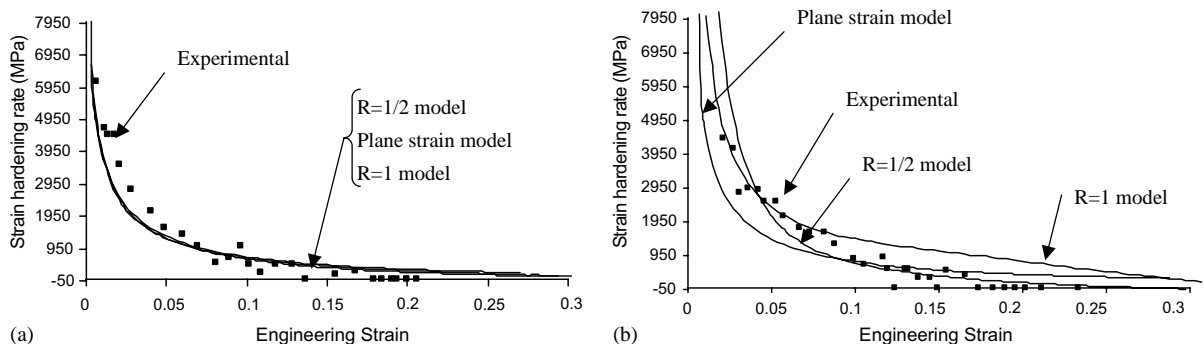 7950
6950
5950
4950
3950
2950
1950
950
-50
Strain hardening rate (MPa)
Experimental
R=1/2 model
Plane strain model
R=1 model
0 0.05 0.1 0.15 0.2 0.25 0.3
Engineering Strain
(a)
7950
6950
5950
4950
3950
2950
1950
950
-50
Strain hardening rate (MPa)
Plane strain model
Experimental
R=1/2 model
R=1 model
0 0.05 0.1 0.15 0.2 0.25 0.3
Engineering Strain
(b)